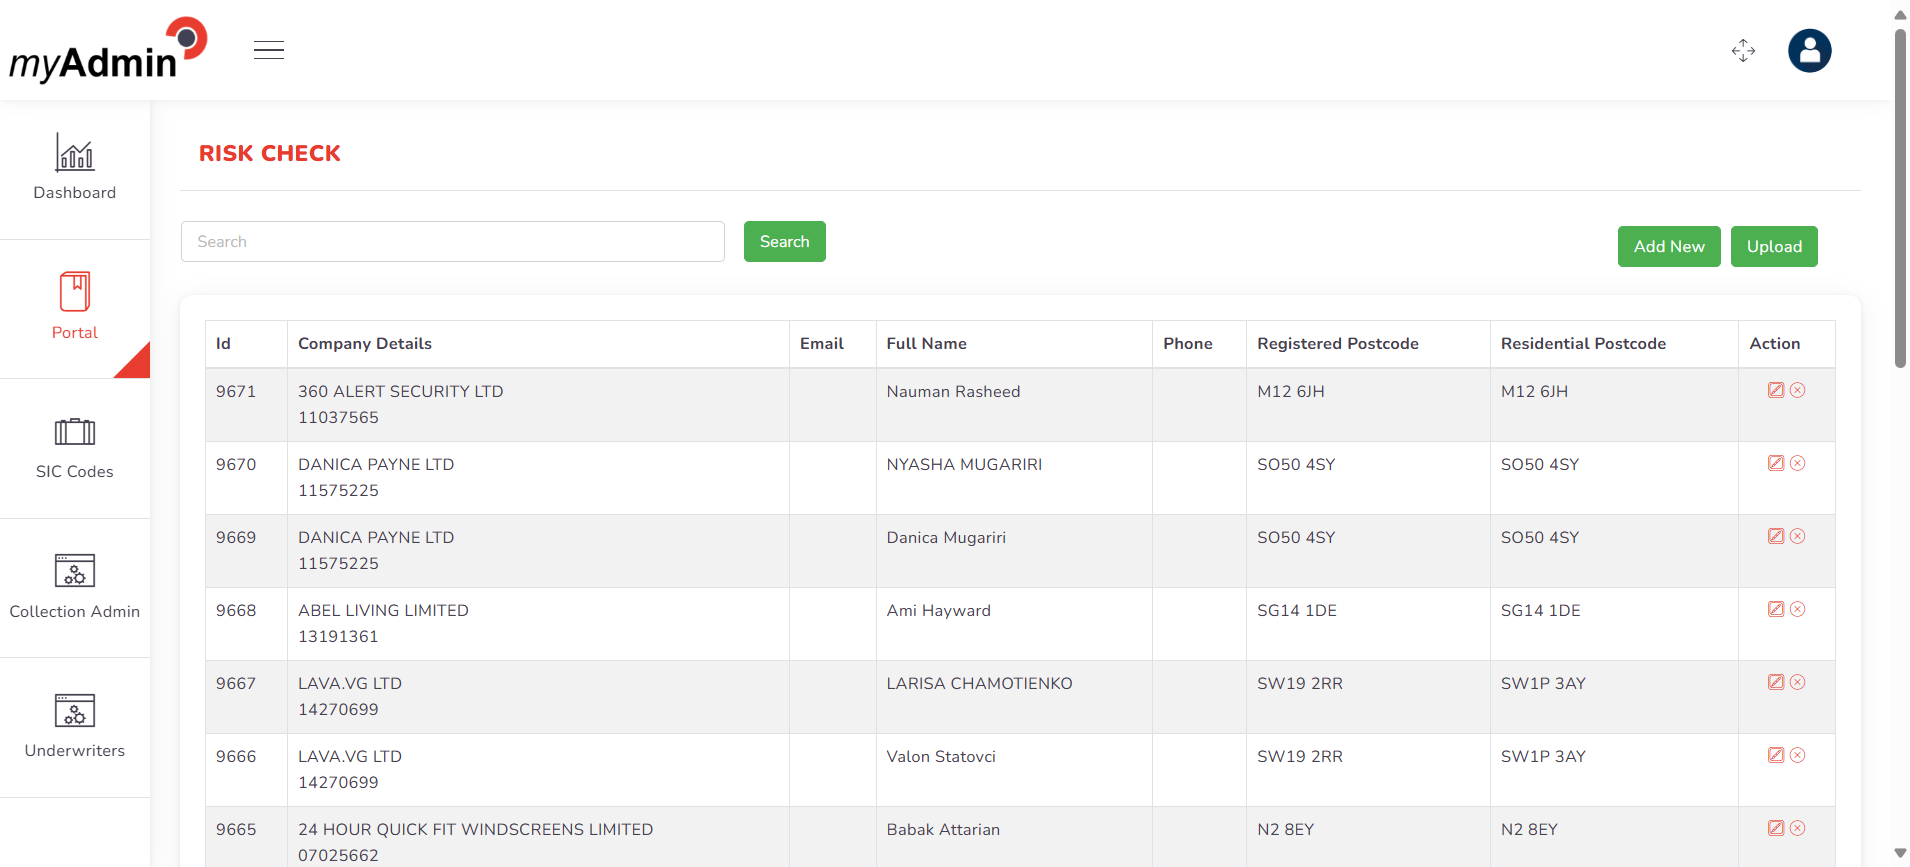 myAdmin
Dashboard
Portal
SIC Codes
Collection Admin
Underwriters
RISK CHECK
Search
Search
Add New
Upload
Id Company Details Email Full Name Phone Registered Postcode Residential Postcode Action
9671 360 ALERT SECURITY LTD Nauman Rasheed M12 6JH M12 6JH
11037565
9670 DANICA PAYNE LTD NYASHA MUGARIRI SO50 4SY SO50 4SY
11575225
9669 DANICA PAYNE LTD Danica Mugariri SO50 4SY SO50 4SY
11575225
9668 ABEL LIVING LIMITED Ami Hayward SG14 1DE SG14 1DE
13191361
9667 LAVA.VG LTD LARISA CHAMOTIENKO SW19 2RR SW1P 3AY
14270699
9666 LAVA.VG LTD Valon Statovci SW19 2RR SW1P 3AY
14270699
9665 24 HOUR QUICK FIT WINDSCREENS LIMITED Babak Attarian N2 8EY N2 8EY
07025662